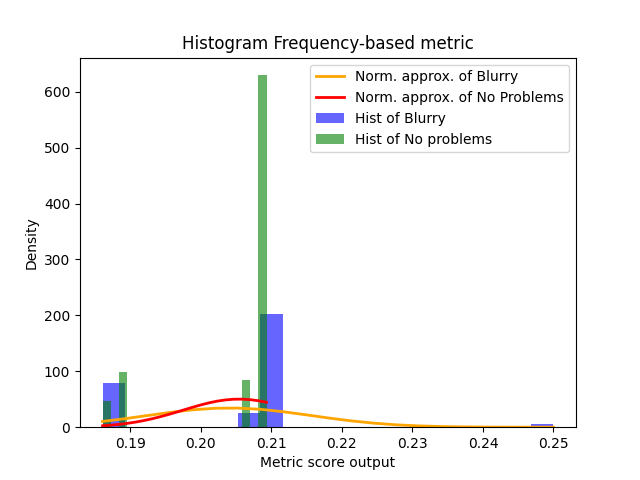 Histogram Frequency-based metric
Norm. approx. of Blurry
Norm. approx. of No Problems
Hist of Blurry
Hist of No problems
600
500
400
300
200
100
0
Density
0.19 0.20 0.21 0.22 0.23 0.24 0.25
Metric score output